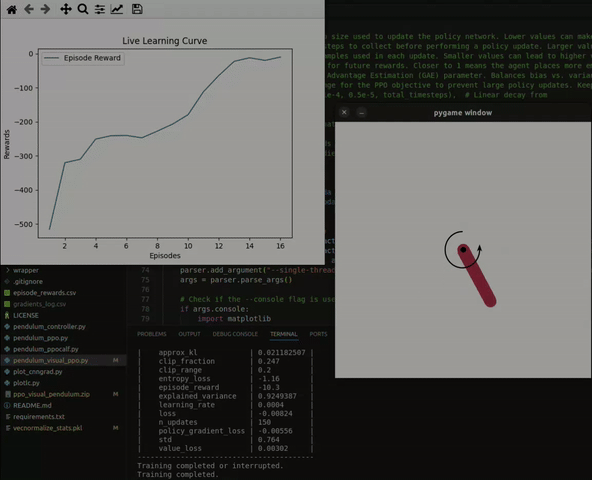 Live Learning Curve
Episode Reward
0
−100
−200
−300
−400
−500
Rewards
2
4
6
8
10
12
14
16
Episodes
size used to update the policy network. Lower values can make
steps to collect before performing a policy update. Larger value
used in each update. Smaller values can lead to higher
for future rewards. Closer to 1 means the agent places more e
Advantage Estimation (GAE) parameter. Balances bias vs. varia
for the PPO objective to prevent large policy updates. Kee
0.5e-5, total timesteps), # Linear decay from
pygame window
wrapper
.gitignore
episode_rewards.csv
gradients_log.csv
LICENSE
pendulum_controller.py
pendulum_ppo.py
pendulum_ppocalf.py
pendulum_visual_ppo.py M
plot_cnngrad.py
plotlc.py
ppo_visual_pendulum.zip M
README.md
requirements.txt
vecnormalize_stats.pkl M
74 parser.add_argument("--single-thread
75 args = parser.parse_args()
76
77 # Check if the --console flag is use
78 if args.console:
79 import matplotlib
PROBLEMS OUTPUT DEBUG CONSOLE TERMINAL PORTS
| approx_kl | 0.021182507 |
| clip_fraction | 0.247 |
| clip_range | 0.2 |
| entropy_loss | -1.16 |
| episode_reward | -10.3 |
| explained_variance | 0.9249387 |
| learning_rate | 0.0004 |
| loss | -0.00824 |
| n_updates | 150 |
| policy_gradient_loss | -0.00556 |
| std | 0.764 |
| value_loss | 0.00302 |
Training completed or interrupted.
Training completed.